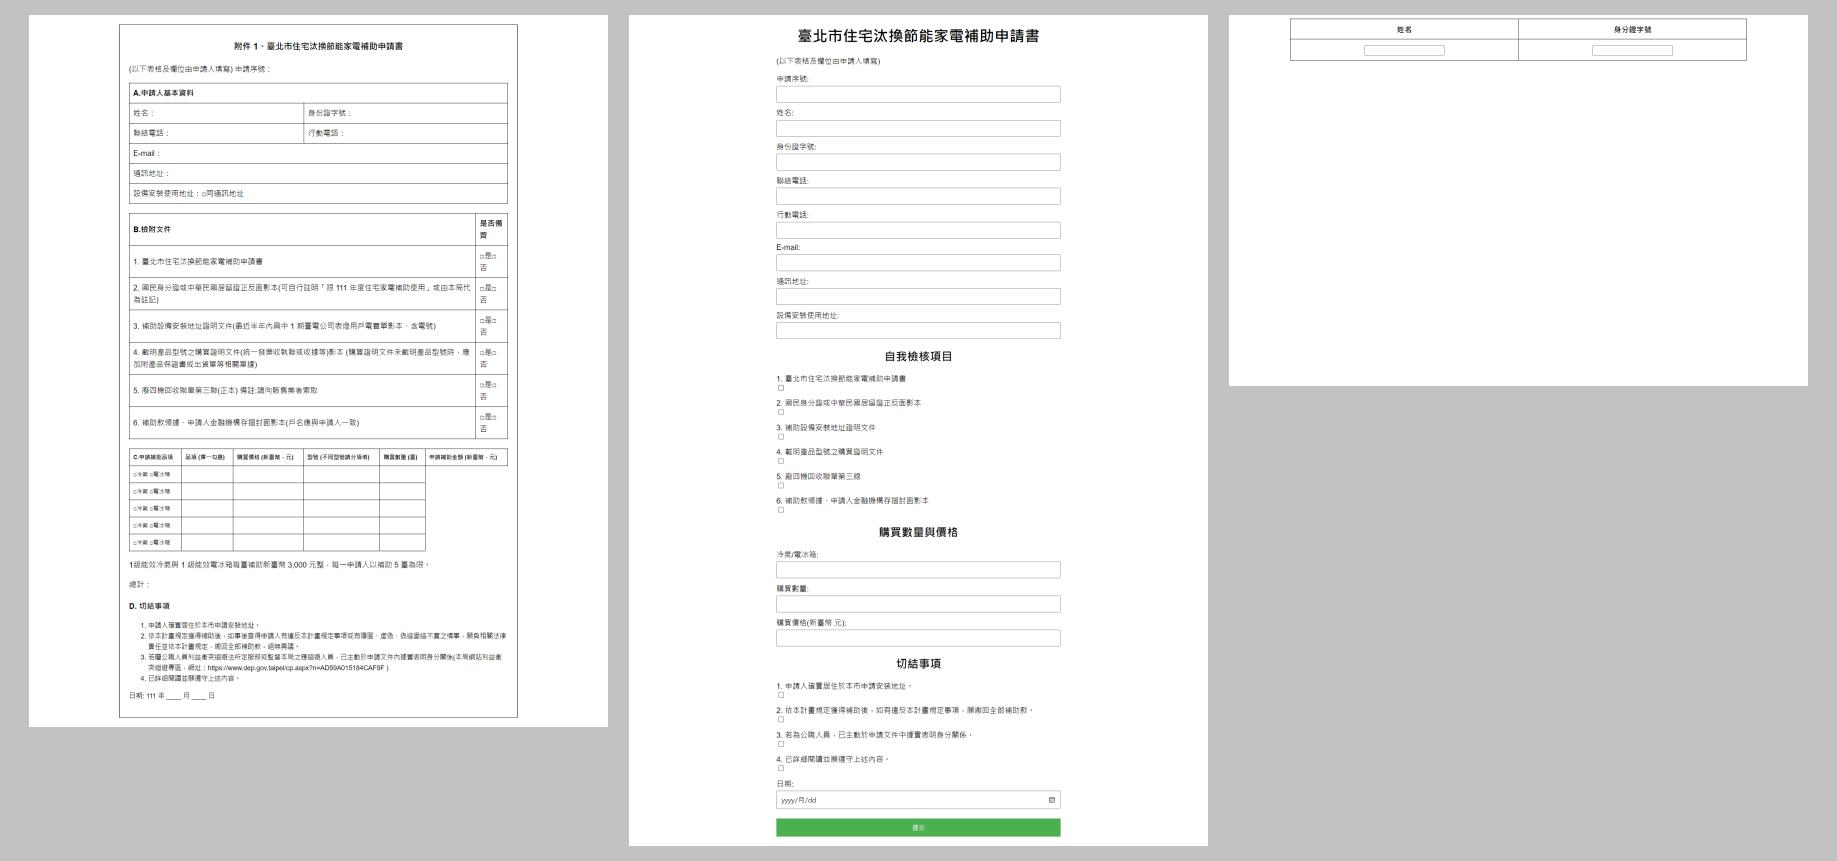 附件 1、臺北市住宅汰換節能家電補助申請書
(以下表格及欄位由申請人填寫) 申請序號：
A.申請人基本資料
姓名：
身份證字號：
聯絡電話：
行動電話：
E-mail：
通訊地址：
設備安裝使用地址：□同通訊地址
B.檢附文件
是否備
齊
1. 臺北市住宅汰換節能家電補助申請書
□是□
否
2. 國民身分證或中華民國居留證正反面影本(可自行註明「限 111 年度住宅家電補助使用」或由本局代
為註記)
□是□
否
3. 補助設備安裝地址證明文件(最近半年內與中 1 期臺電公司表燈用戶電費單影本、含電號)
□是□
否
4. 載明產品型號之購買證明文件(統一發票收執聯或收據等)影本 (購買證明文件未載明產品型號時，應
加附產品保證書或出貨單等相關單據)
□是□
否
5. 廢四機回收聯單第三聯(正本) 備註:請向販售業者索取
□是□
否
6. 補助款領據、申請人金融機構存摺封面影本(戶名應與申請人一致)
□是□
否
C.申請補助品項
品項 (擇一勾選)
購買價格 (新臺幣，元)
型號 (不同型號請分項填)
購買數量 (臺)
申請補助金額 (新臺幣，元)
□冷氣 □電冰箱
□冷氣 □電冰箱
□冷氣 □電冰箱
□冷氣 □電冰箱
□冷氣 □電冰箱
1級能效冷氣與 1 級能效電冰箱每臺補助新臺幣 3,000 元整，每一申請人以補助 5 臺為限。
總計：
D. 切結事項
1. 申請人確實居住於本市申請安裝地址。
2. 依本計畫規定獲得補助後，如事後查得申請人有違反本計畫規定事項或有隱匿、虛偽、偽造變造不實之情事，願負相關法律
責任並依本計畫規定，繳回全部補助款，絕無異議。
3. 若屬公職人員利益衝突迴避法所定服務或監督本局之應迴避人員，已主動於申請文件內據實表明身分關係(本局網站利益衝
突迴避專區，網址：https://www.dep.gov.taipei/cp.aspx?n=AD59A015184CAF9F )
4. 已詳細閱讀並願遵守上述內容。
日期: 111 年 ____ 月 ____ 日
臺北市住宅汰換節能家電補助申請書
(以下表格及欄位由申請人填寫)
申請序號:
姓名:
身份證字號:
聯絡電話:
行動電話:
E-mail:
通訊地址:
設備安裝使用地址:
自我檢核項目
1. 臺北市住宅汰換節能家電補助申請書
2. 國民身分證或中華民國居留證正反面影本
3. 補助設備安裝地址證明文件
4. 載明產品型號之購買證明文件
5. 廢四機回收聯單第三線
6. 補助款領據、申請人金融機構存摺封面影本
購買數量與價格
冷氣/電冰箱:
購買數量:
購買價格(新臺幣 元):
切結事項
1. 申請人確實居住於本市申請安裝地址。
2. 依本計畫規定獲得補助後，如有違反本計畫規定事項，願繳回全部補助款。
3. 若為公職人員，已主動於申請文件中據實表明身分關係。
4. 已詳細閱讀並願遵守上述內容。
日期:
yyyy/月/dd
提交
姓名
身分證字號